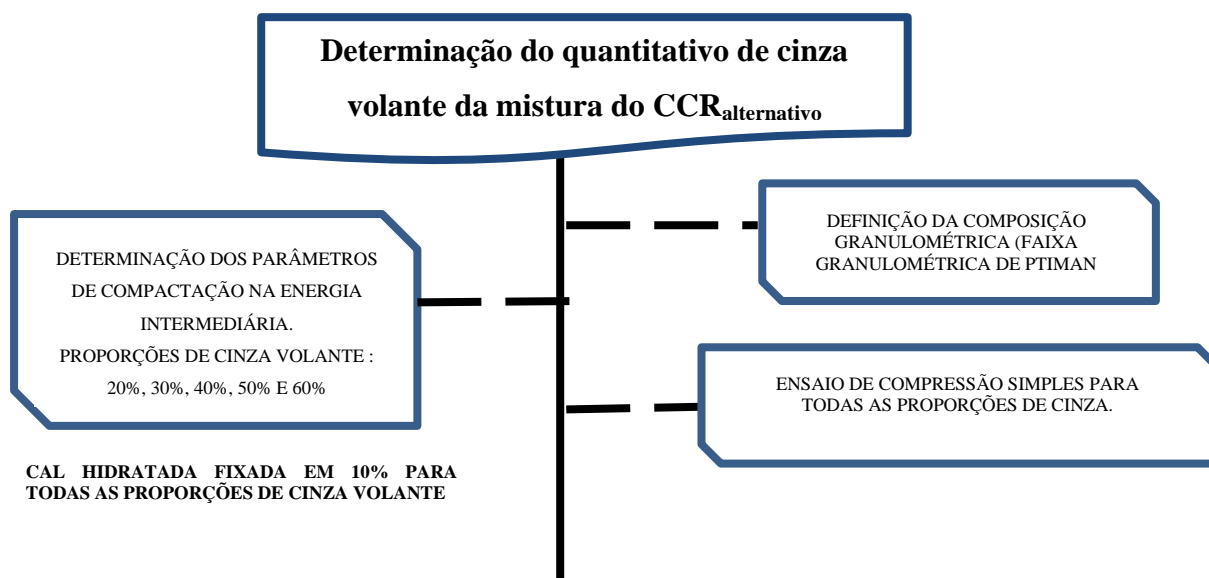 Determinação do quantitativo de cinza
volante da mistura do CCRalternativo
DEFINIÇÃO DA COMPOSIÇÃO
GRANULOMÉTRICA (FAIXA
GRANULOMÉTRICA DE PTIMAN
DETERMINAÇÃO DOS PARÂMETROS
DE COMPACTAÇÃO NA ENERGIA
INTERMEDIÁRIA.
PROPORÇÕES DE CINZA VOLANTE :
20%, 30%, 40%, 50% E 60%
ENSAIO DE COMPRESSÃO SIMPLES PARA
TODAS AS PROPORÇÕES DE CINZA.
CAL HIDRATADA FIXADA EM 10% PARA
TODAS AS PROPORÇÕES DE CINZA VOLANTE